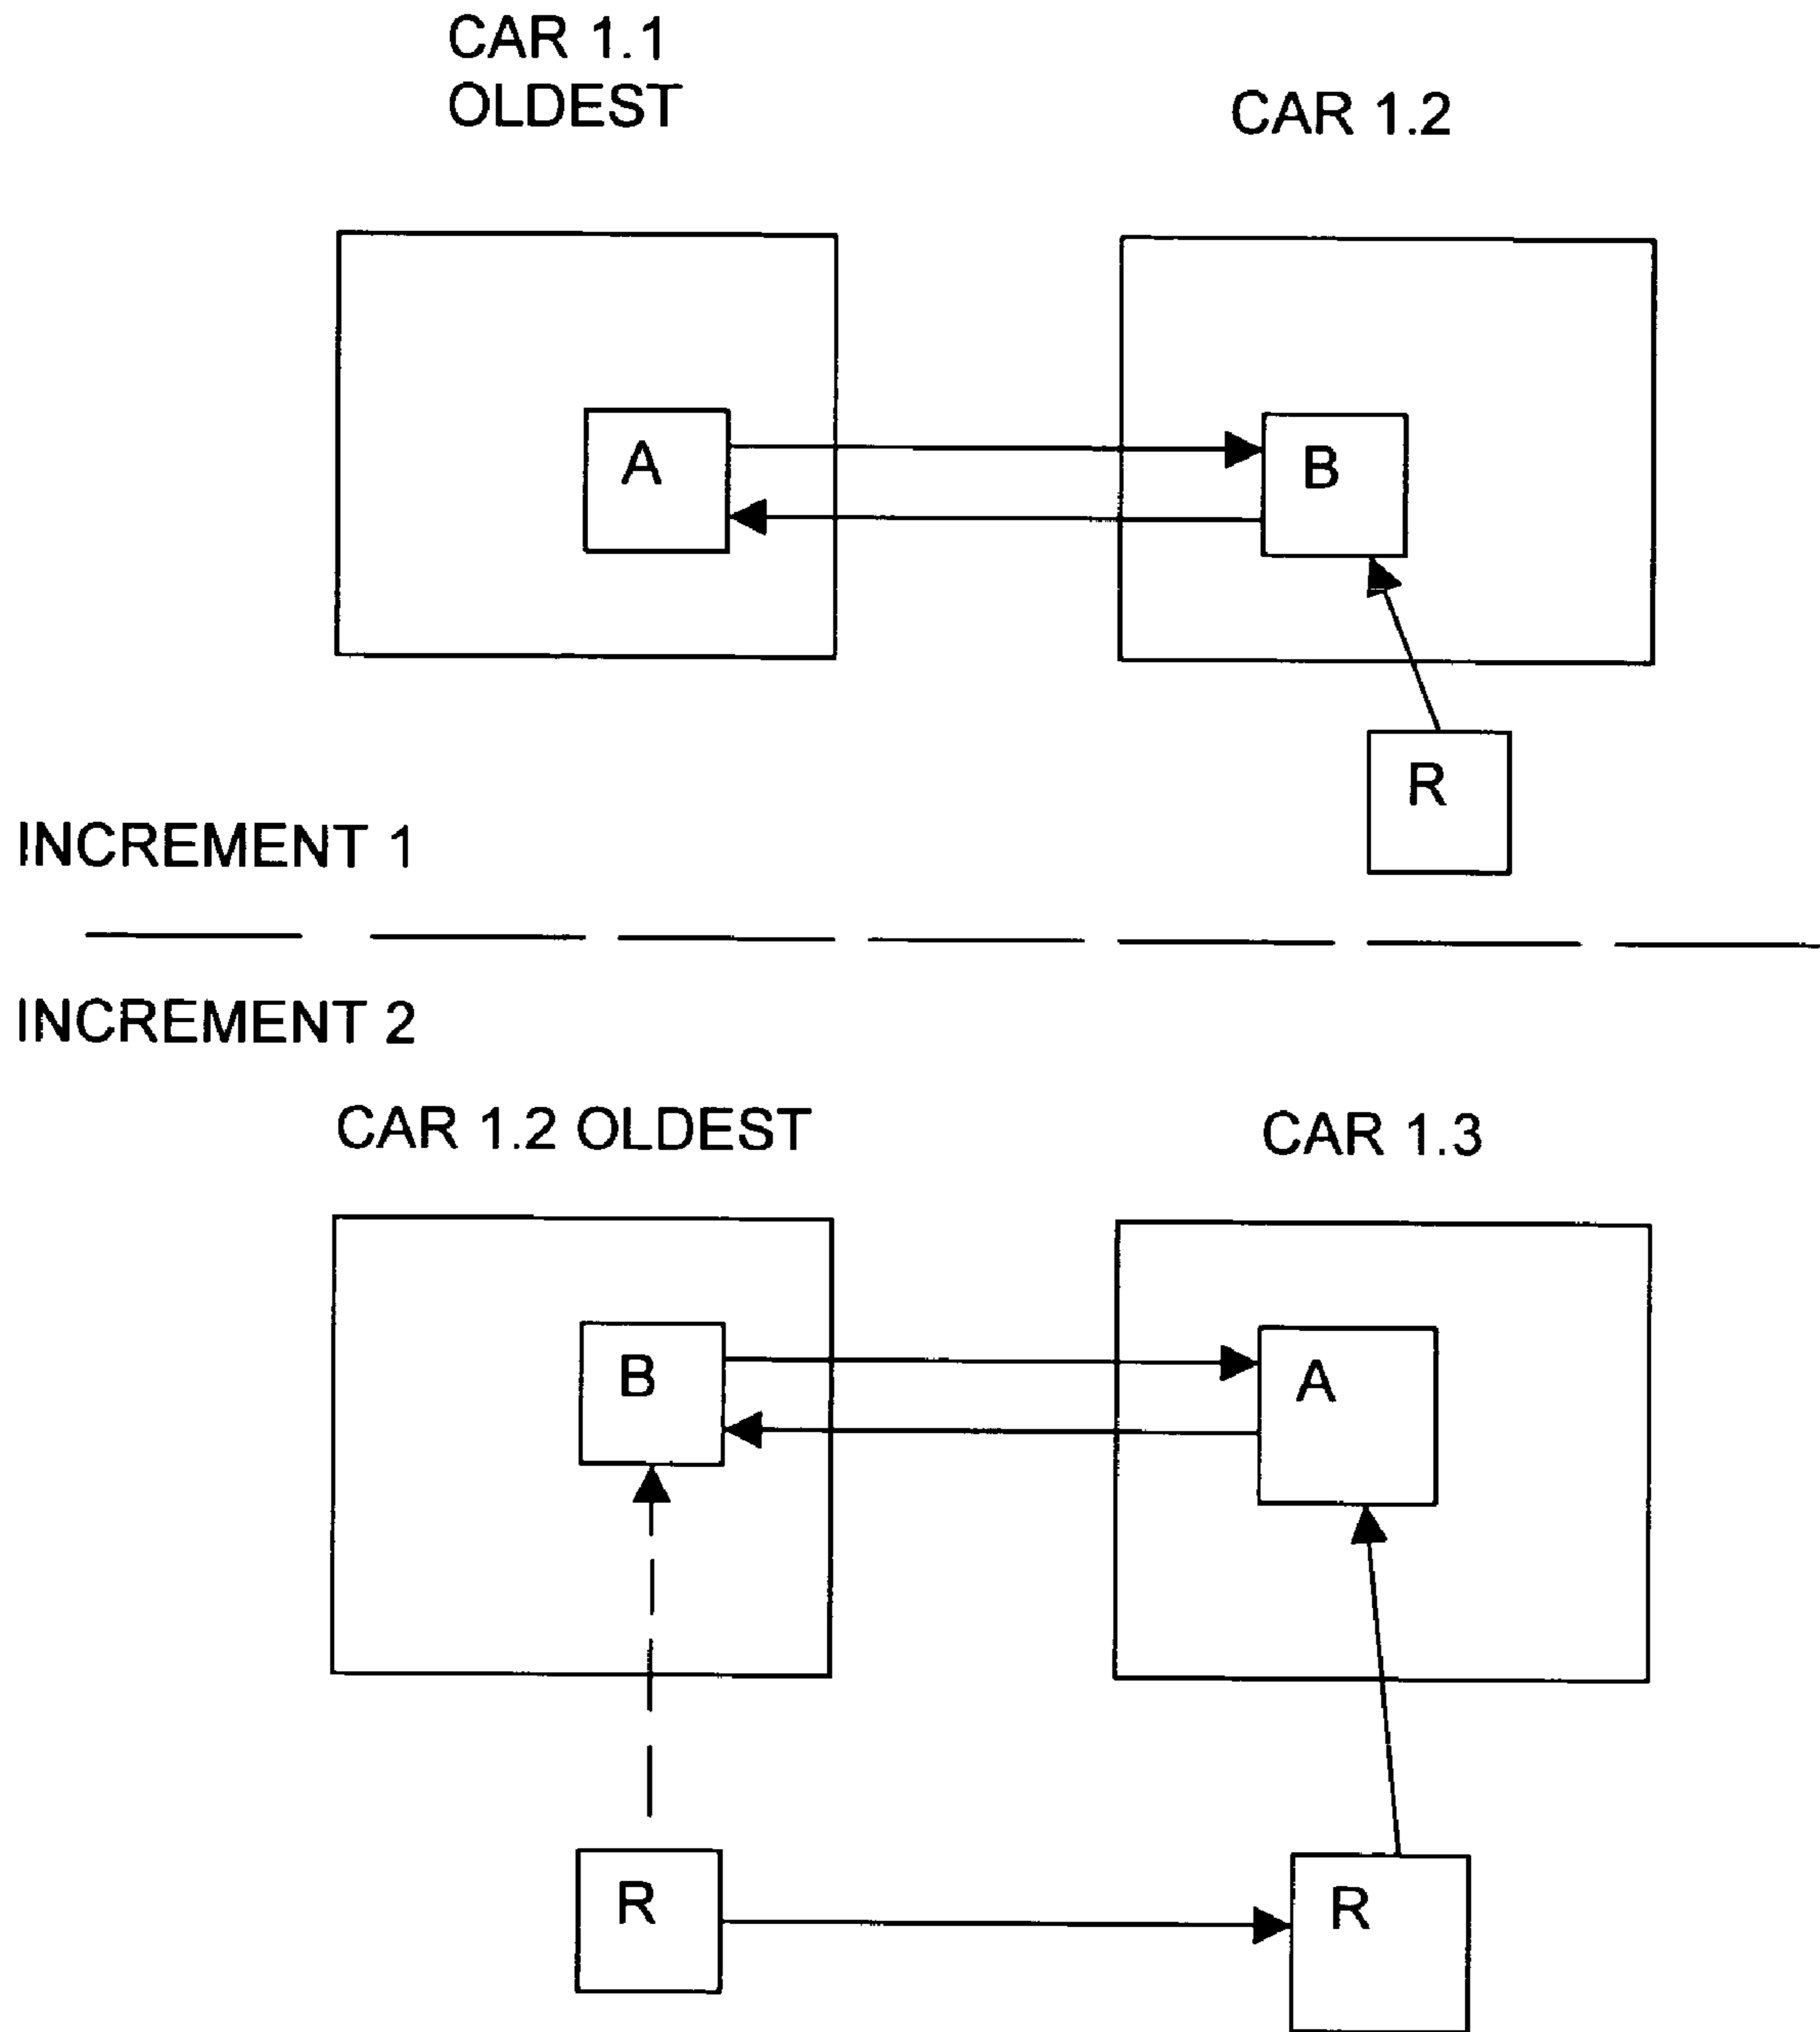 CAR 1.1
OLDEST
CAR 1.2
A
B
R
INCREMENT 1
INCREMENT 2
CAR 1.2 OLDEST
CAR 1.3
B
A
R
R